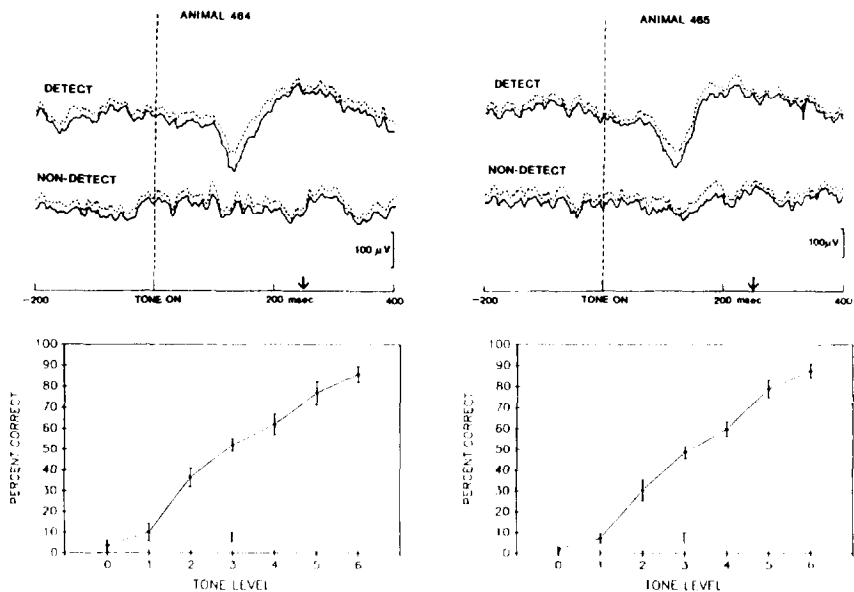 ANIMAL 464
DETECT
NON-DETECT
100 μV
-200 TONE ON 200 msec 400
ANIMAL 465
DETECT
NON-DETECT
100μV
-200 TONE ON 200 msec 400
PERCENT CORRECT
100
90
80
70
60
50
40
30
20
10
0
0 1 2 3 4 5 6
TONE LEVEL
PERCENT CORRECT
100
90
80
70
60
50
40
30
20
10
0
0 1 2 3 4 5 6
TONE LEVEL